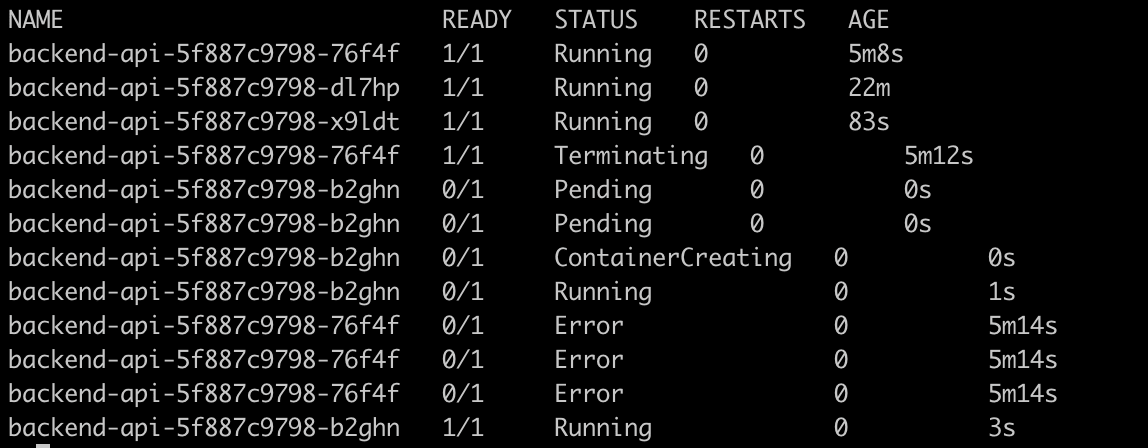 NAME                           READY   STATUS    RESTARTS   AGE
backend-api-5f887c9798-76f4f   1/1     Running   0          5m8s
backend-api-5f887c9798-dl7hp   1/1     Running   0          22m
backend-api-5f887c9798-x9ldt   1/1     Running   0          83s
backend-api-5f887c9798-76f4f   1/1     Terminating   0          5m12s
backend-api-5f887c9798-b2ghn   0/1     Pending       0          0s
backend-api-5f887c9798-b2ghn   0/1     Pending       0          0s
backend-api-5f887c9798-b2ghn   0/1     ContainerCreating   0          0s
backend-api-5f887c9798-b2ghn   0/1     Running             0          1s
backend-api-5f887c9798-76f4f   0/1     Error               0          5m14s
backend-api-5f887c9798-76f4f   0/1     Error               0          5m14s
backend-api-5f887c9798-76f4f   0/1     Error               0          5m14s
backend-api-5f887c9798-b2ghn   1/1     Running             0          3s